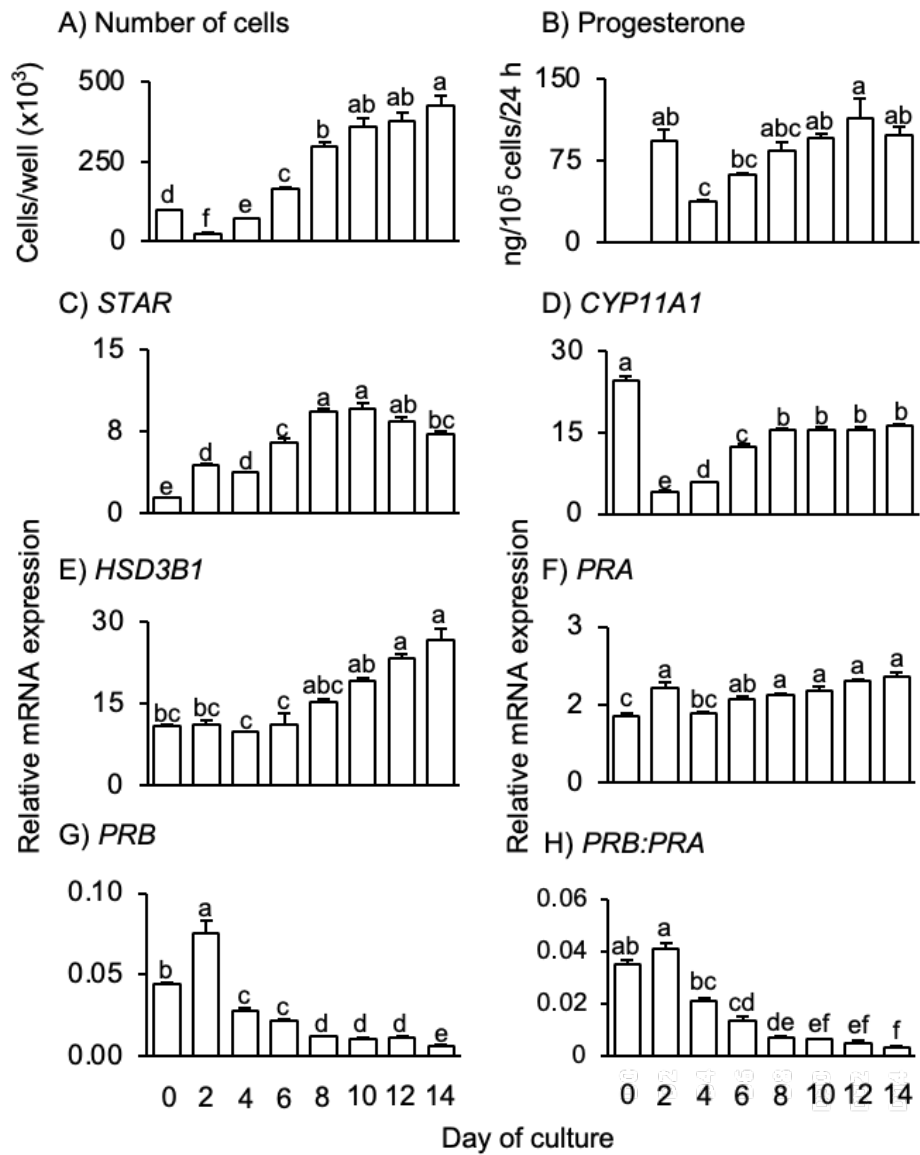 A) Number of cells
B) Progesterone
Cells/well (x10³)
500
250
0
d f e c b ab ab a
ng/10⁵ cells/24 h
150
75
0
ab c bc abc ab a ab
C) STAR
D) CYP11A1
15
8
0
e d d c a a ab bc
30
15
0
a e d c b b b b
Relative mRNA expression
Relative mRNA expression
E) HSD3B1
F) PRA
30
15
0
bc bc c c abc ab a a
3
2
0
c a bc ab a a a a
G) PRB
H) PRB:PRA
0.10
0.05
0.00
b a c c d d d e
0.06
0.04
0.02
0
ab a bc cd de ef ef f
0 2 4 6 8 10 12 14
0 2 4 6 8 10 12 14
Day of culture